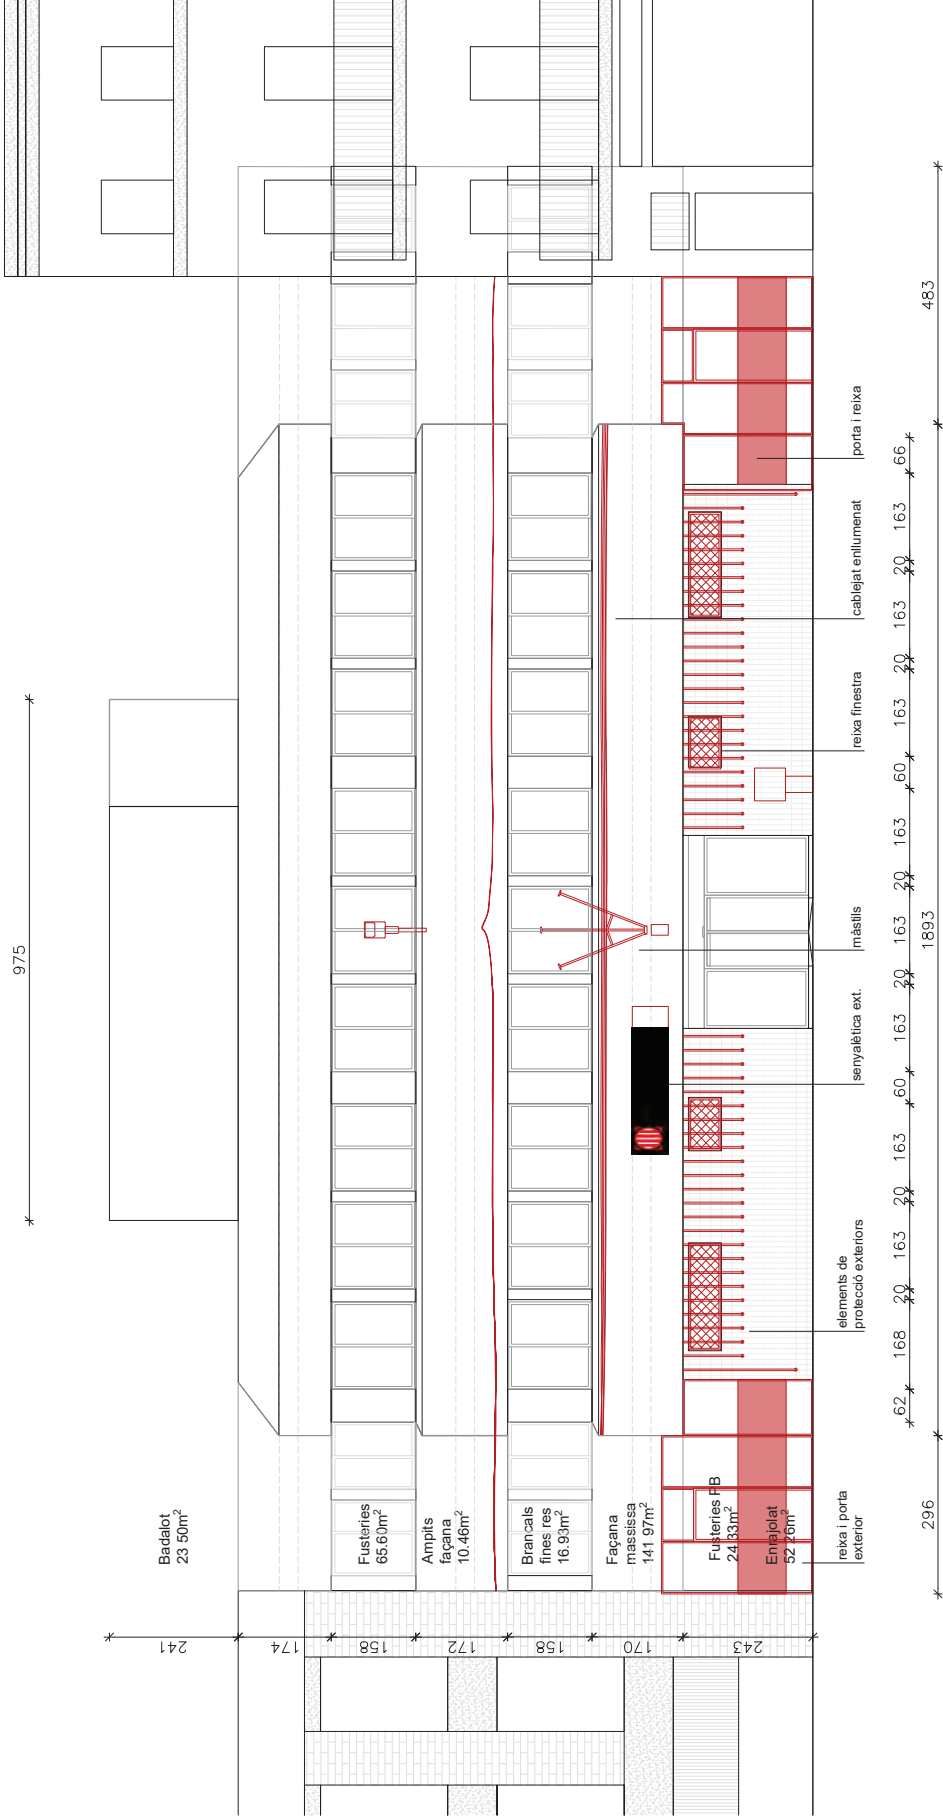 975
Badalot
23 50m²
Fusteries
65.60m²
Ampits
façana
10.46m²
Brancals
fines res
16.93m²
Façana
massissa
141 97m²
Fusteries PB
24 33m²
Enrajolat
52 26m²
241
174
158
172
158
170
243
reixa i porta
exterior
elements de
protecció exteriors
senyalètica ext.
màstils
reixa finestra
cablejat enllumenat
porta i reixa
62
168
20
163
20
163
60
163
20
163
20
163
60
163
20
163
20
163
66
296
1893
483